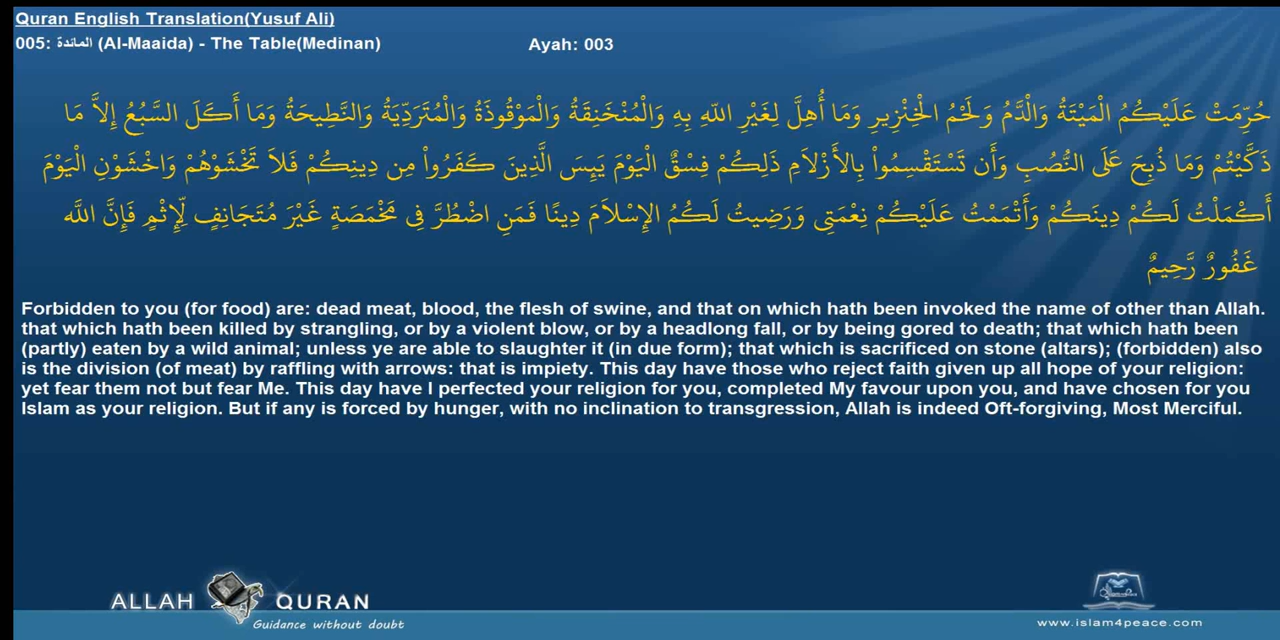 Quran English Translation(Yusuf Ali)
005: المائدة (Al-Maaida) - The Table(Medinan)
Ayah: 003
حُرِّمَتْ عَلَيْكُمُ الْمَيْتَةُ وَالْدَّمُ وَلَحْمُ الْخِنْزِيرِ وَمَا أُهِلَّ لِغَيْرِ اللّهِ بِهِ وَالْمُنْخَنِقَةُ وَالْمَوْقُوذَةُ وَالْمُتَرَدِّيَةُ وَالنَّطِيحَةُ وَمَا أَكَلَ السَّبُعُ إِلاَّ مَا
ذَكَّيْتُمْ وَمَا ذُبِحَ عَلَى النُّصُبِ وَأَن تَسْتَقْسِمُواْ بِالأَزْلاَمِ ذَلِكُمْ فِسْقٌ الْيَوْمَ يَئِسَ الَّذِينَ كَفَرُواْ مِن دِينِكُمْ فَلاَ تَخْشَوْهُمْ وَاخْشَوْنِ الْيَوْمَ
أَكْمَلْتُ لَكُمْ دِينَكُمْ وَأَتْمَمْتُ عَلَيْكُمْ نِعْمَتِي وَرَضِيتُ لَكُمُ الإِسْلاَمَ دِينًا فَمَنِ اضْطُرَّ فِي مَخْمَصَةٍ غَيْرَ مُتَجَانِفٍ لِّإِثْمٍ فَإِنَّ اللّهَ
غَفُورٌ رَّحِيمٌ
Forbidden to you (for food) are: dead meat, blood, the flesh of swine, and that on which hath been invoked the name of other than Allah.
that which hath been killed by strangling, or by a violent blow, or by a headlong fall, or by being gored to death; that which hath been
(partly) eaten by a wild animal; unless ye are able to slaughter it (in due form); that which is sacrificed on stone (altars); (forbidden) also
is the division (of meat) by raffling with arrows: that is impiety. This day have those who reject faith given up all hope of your religion:
yet fear them not but fear Me. This day have I perfected your religion for you, completed My favour upon you, and have chosen for you
Islam as your religion. But if any is forced by hunger, with no inclination to transgression, Allah is indeed Oft-forgiving, Most Merciful.
ALLAH QURAN
Guidance without doubt
www.islam4peace.com